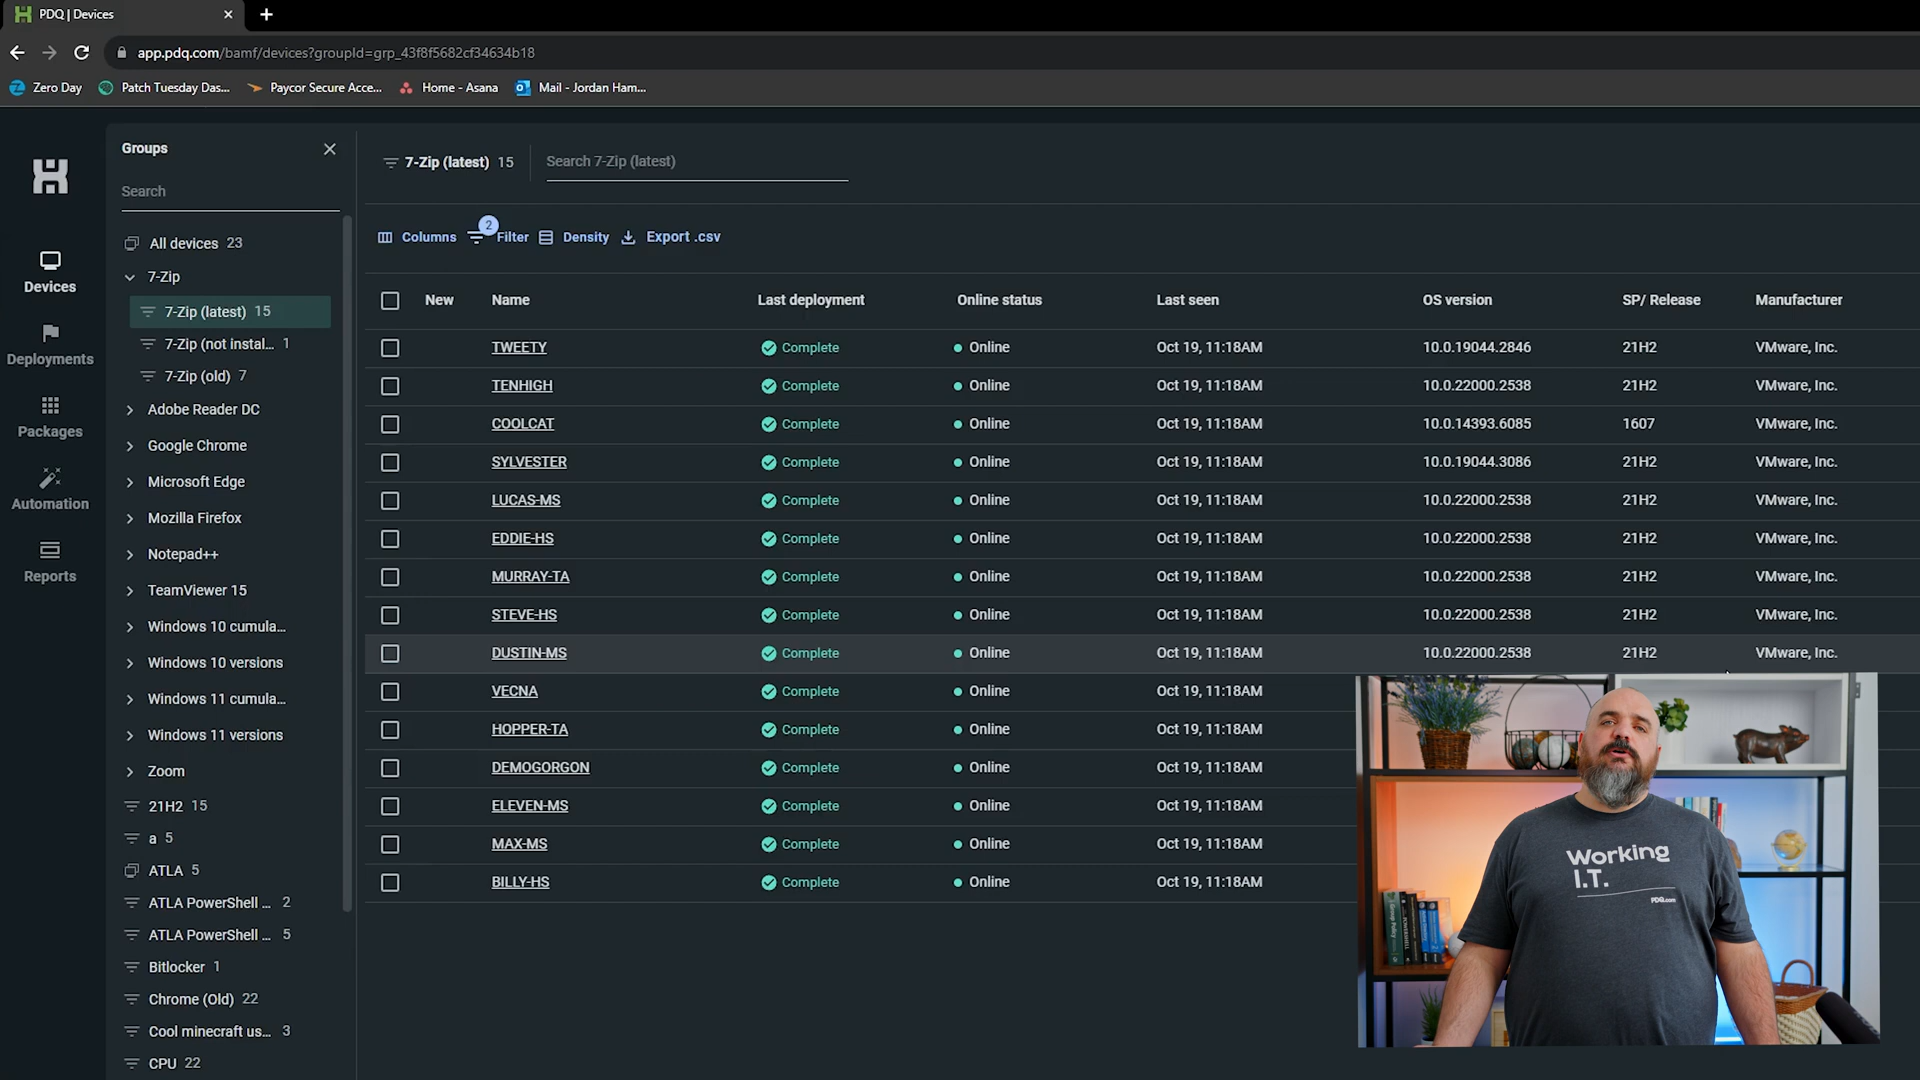 PDQ | Devices
app.pdq.com/bamf/devices?groupId=grp_43f8f5682cf34634b18
Zero Day
Patch Tuesday Das...
Paycor Secure Acce...
Home - Asana
Mail - Jordan Ham...
Devices
Deployments
Packages
Automation
Reports
Groups
Search
All devices 23
7-Zip
7-Zip (latest) 15
7-Zip (not instal... 1
7-Zip (old) 7
Adobe Reader DC
Google Chrome
Microsoft Edge
Mozilla Firefox
Notepad++
TeamViewer 15
Windows 10 cumula...
Windows 10 versions
Windows 11 cumula...
Windows 11 versions
Zoom
21H2 15
a 5
ATLA 5
ATLA PowerShell ... 2
ATLA PowerShell ... 5
Bitlocker 1
Chrome (Old) 22
Cool minecraft us... 3
CPU 22
7-Zip (latest) 15
Search 7-Zip (latest)
Columns 2 Filter Density Export .csv
New Name Last deployment Online status Last seen OS version SP/ Release Manufacturer
TWEETY Complete Online Oct 19, 11:18AM 10.0.19044.2846 21H2 VMware, Inc.
TENHIGH Complete Online Oct 19, 11:18AM 10.0.22000.2538 21H2 VMware, Inc.
COOLCAT Complete Online Oct 19, 11:18AM 10.0.14393.6085 1607 VMware, Inc.
SYLVESTER Complete Online Oct 19, 11:18AM 10.0.19044.3086 21H2 VMware, Inc.
LUCAS-MS Complete Online Oct 19, 11:18AM 10.0.22000.2538 21H2 VMware, Inc.
EDDIE-HS Complete Online Oct 19, 11:18AM 10.0.22000.2538 21H2 VMware, Inc.
MURRAY-TA Complete Online Oct 19, 11:18AM 10.0.22000.2538 21H2 VMware, Inc.
STEVE-HS Complete Online Oct 19, 11:18AM 10.0.22000.2538 21H2 VMware, Inc.
DUSTIN-MS Complete Online Oct 19, 11:18AM 10.0.22000.2538 21H2 VMware, Inc.
VECNA Complete Online Oct 19, 11:18AM
HOPPER-TA Complete Online Oct 19, 11:18AM
DEMOGORGON Complete Online Oct 19, 11:18AM
ELEVEN-MS Complete Online Oct 19, 11:18AM
MAX-MS Complete Online Oct 19, 11:18AM
BILLY-HS Complete Online Oct 19, 11:18AM
Working
I.T.
PDQ.com
Group Policy